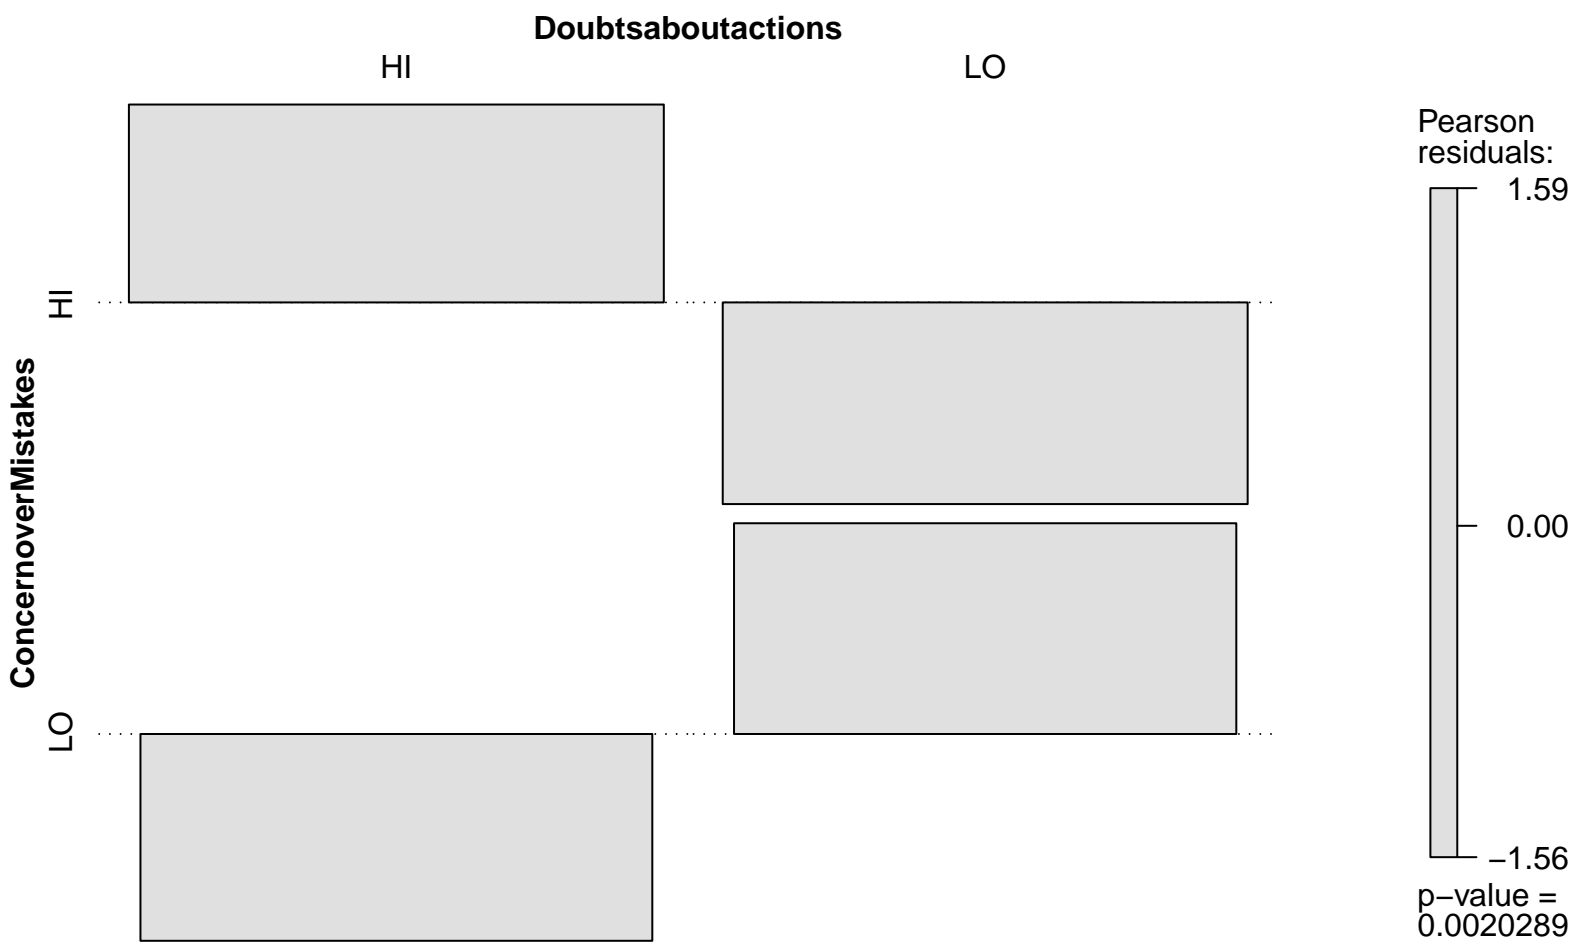 Doubtsaboutactions
HI LO
ConcernoverMistakes
HI
LO
Pearson
residuals:
1.59
0.00
−1.56
p−value =
0.0020289